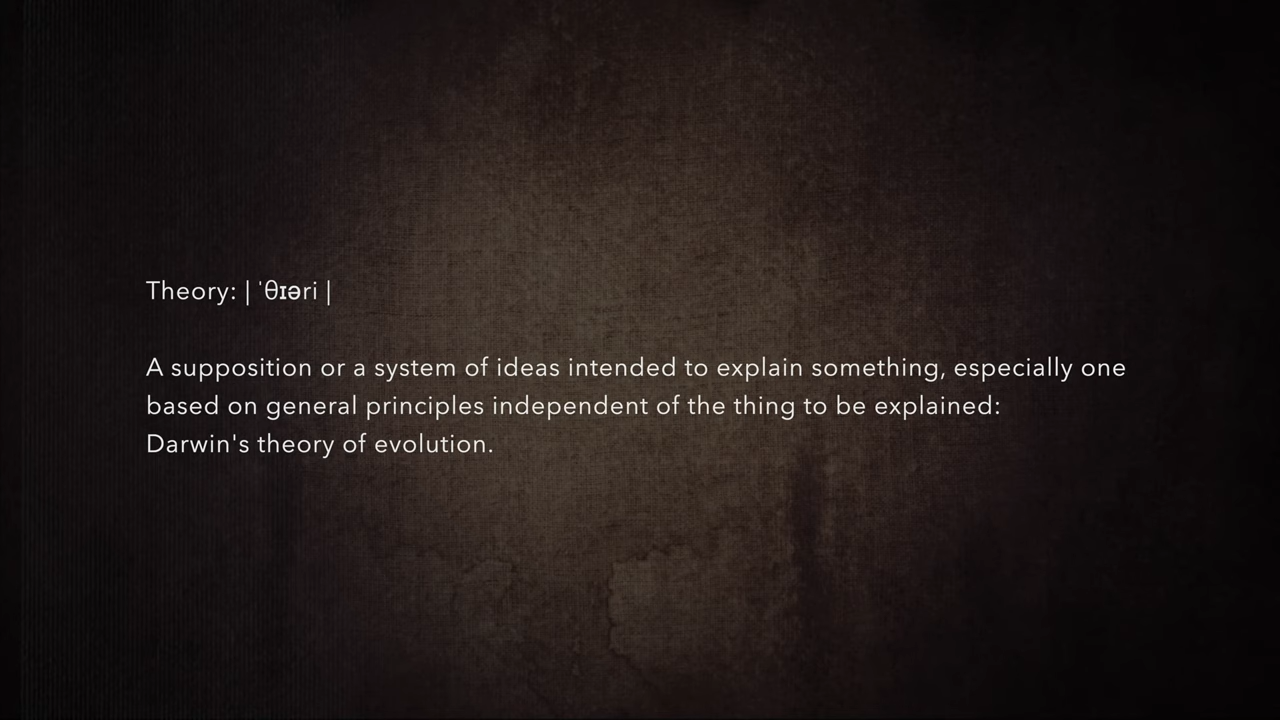 Theory: | ˈθɪəri |
A supposition or a system of ideas intended to explain something, especially one
based on general principles independent of the thing to be explained:
Darwin's theory of evolution.